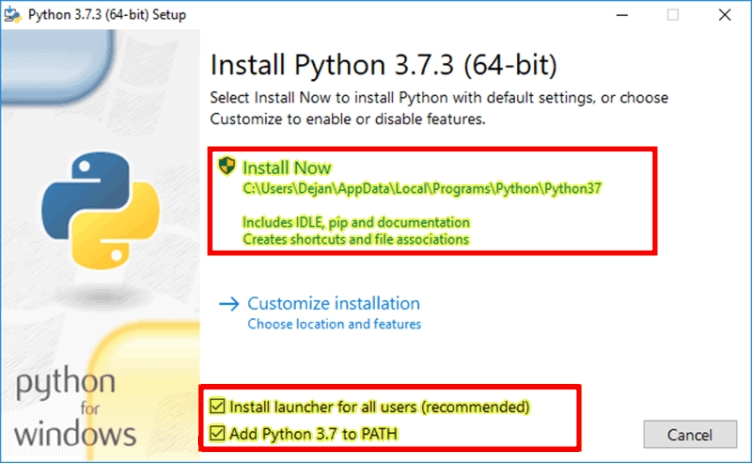 Python 3.7.3 (64-bit) Setup
Install Python 3.7.3 (64-bit)
Select Install Now to install Python with default settings, or choose
Customize to enable or disable features.
Install Now
C:\Users\Dejan\AppData\Local\Programs\Python\Python37
Includes IDLE, pip and documentation
Creates shortcuts and file associations
Customize installation
Choose location and features
python
for
windows
Install launcher for all users (recommended)
Add Python 3.7 to PATH
Cancel